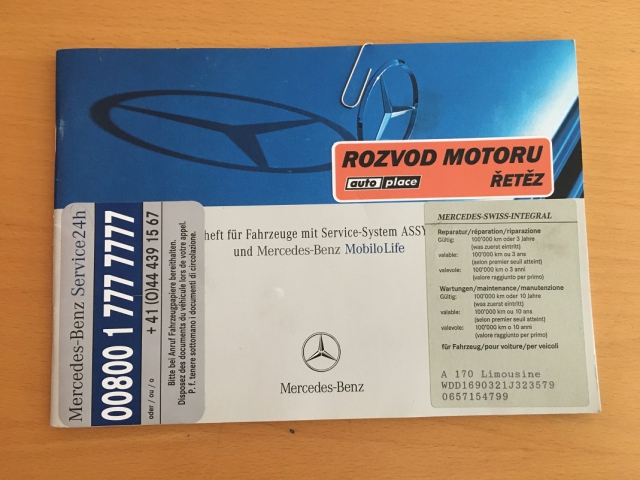 ROZVOD MOTORU
auto place
ŘETĚZ
heft für Fahrzeuge mit Service-System ASSY
und Mercedes-Benz MobiloLife
Mercedes-Benz
Mercedes-Benz Service24h
00800 1 777 7777
oder / ou / o
+ 41 (0)44 439 15 67
Bitte bei Anruf Fahrzeugpapiere bereithalten.
Disposez des documents du véhicule lors de votre appel.
P. f. tenere sottomano i documenti di circolazione.
MERCEDES-SWISS-INTEGRAL
Reparatur/réparation/riparazione
Gültig: 100'000 km oder 3 Jahre
(was zuerst eintritt)
valable: 100'000 km ou 3 ans
(selon premier seuil atteint)
valevole: 100'000 km o 3 anni
(valore raggiunto per primo)
Wartungen/maintenance/manutenzione
Gültig: 100'000 km oder 10 Jahre
(was zuerst eintritt)
valable: 100'000 km ou 10 ans
(selon premier seuil atteint)
valevole: 100'000 km o 10 anni
(valore raggiunto per primo)
für Fahrzeug/pour voiture/per veicoli
A 170 Limousine
WDD1690321J323579
0657154799